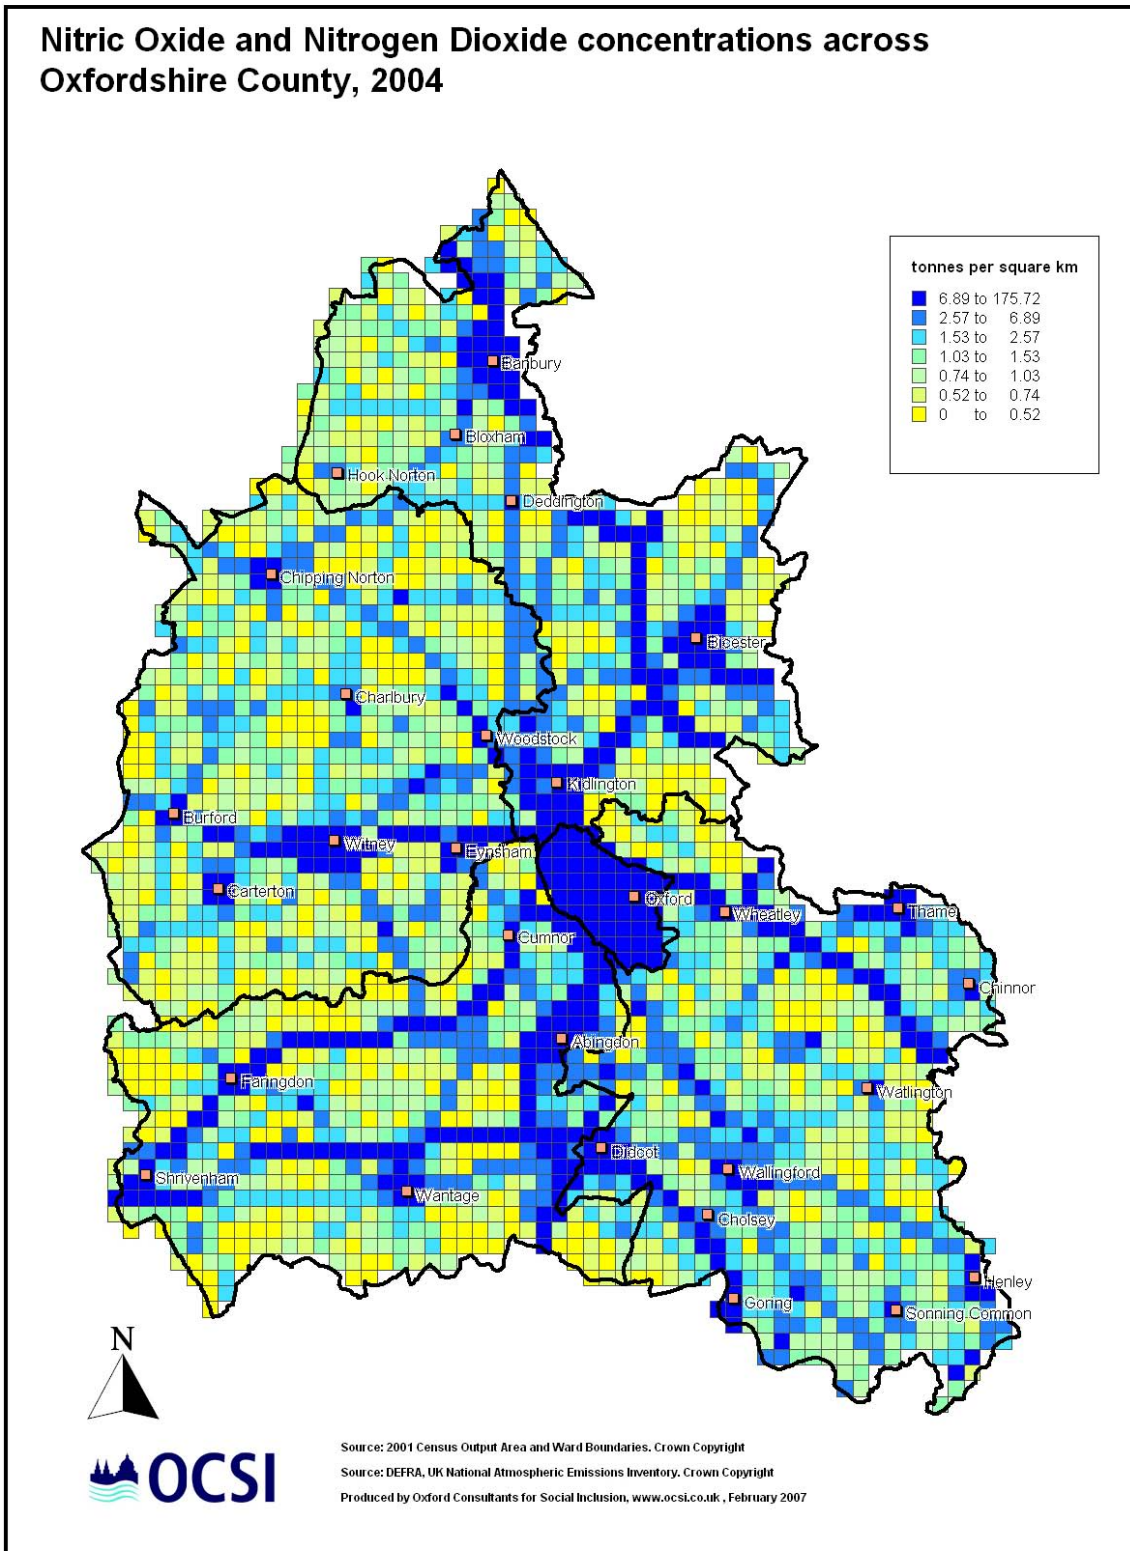 Nitric Oxide and Nitrogen Dioxide concentrations across
Oxfordshire County, 2004
tonnes per square km
6.89 to 175.72
2.57 to 6.89
1.53 to 2.57
1.03 to 1.53
0.74 to 1.03
0.52 to 0.74
0 to 0.52
Banbury
Bloxham
Hook Norton
Deddington
Chipping Norton
Bicester
Charlbury
Woodstock
Kidlington
Burford
Witney
Eynsham
Carterton
Oxford
Wheatley
Thame
Cumnor
Chinnor
Abingdon
Faringdon
Watlington
Didcot
Shrivenham
Wallingford
Wantage
Cholsey
Henley
Goring
Sonning Common
N
OCSI
Source: 2001 Census Output Area and Ward Boundaries. Crown Copyright
Source: DEFRA, UK National Atmospheric Emissions Inventory. Crown Copyright
Produced by Oxford Consultants for Social Inclusion, www.ocsi.co.uk , February 2007